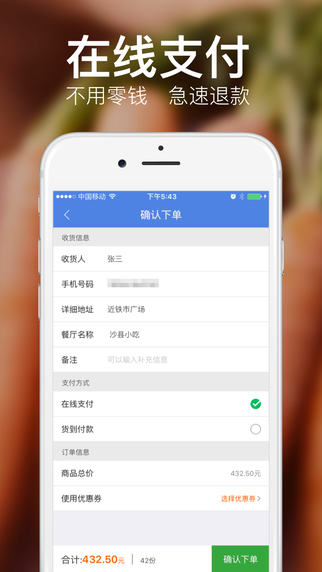 在线支付
不用零钱 急速退款
中国移动 下午5:43
确认下单
收货信息
收货人 张三
手机号码
详细地址 近铁市广场
餐厅名称 沙县小吃
备注 可以输入补充信息
支付方式
在线支付
货到付款
订单信息
商品总价 432.50元
使用优惠券 选择优惠券
合计:432.50元 42份 确认下单